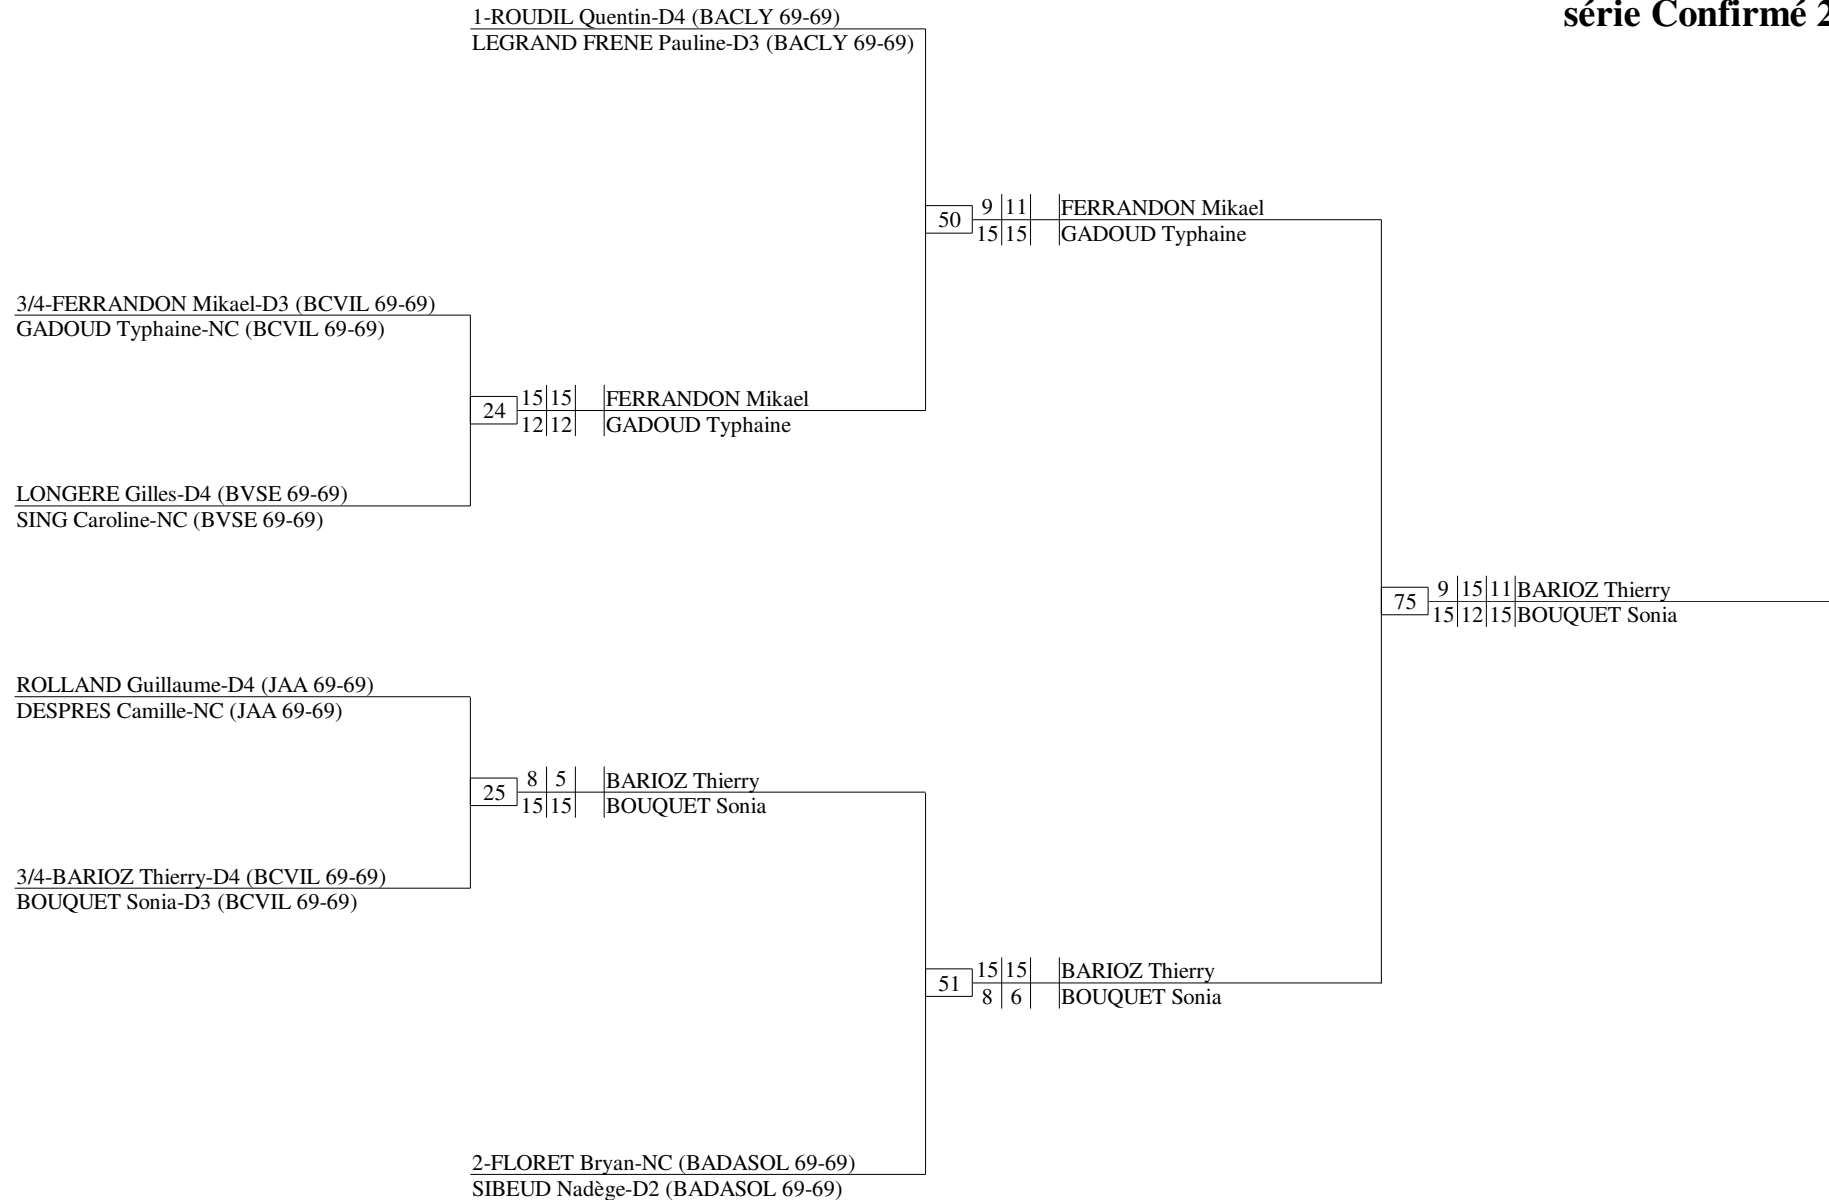 série Confirmé 2
1-ROUDIL Quentin-D4 (BACLY 69-69)
LEGRAND FRENE Pauline-D3 (BACLY 69-69)
50 9 11 FERRANDON Mikael
15 15 GADOUD Typhaine
3/4-FERRANDON Mikael-D3 (BCVIL 69-69)
GADOUD Typhaine-NC (BCVIL 69-69)
24 15 15 FERRANDON Mikael
12 12 GADOUD Typhaine
LONGERE Gilles-D4 (BVSE 69-69)
SING Caroline-NC (BVSE 69-69)
75 9 15 11 BARIOZ Thierry
15 12 15 BOUQUET Sonia
ROLLAND Guillaume-D4 (JAA 69-69)
DESPRES Camille-NC (JAA 69-69)
25 8 5 BARIOZ Thierry
15 15 BOUQUET Sonia
3/4-BARIOZ Thierry-D4 (BCVIL 69-69)
BOUQUET Sonia-D3 (BCVIL 69-69)
51 15 15 BARIOZ Thierry
8 6 BOUQUET Sonia
2-FLORET Bryan-NC (BADASOL 69-69)
SIBEUD Nadège-D2 (BADASOL 69-69)